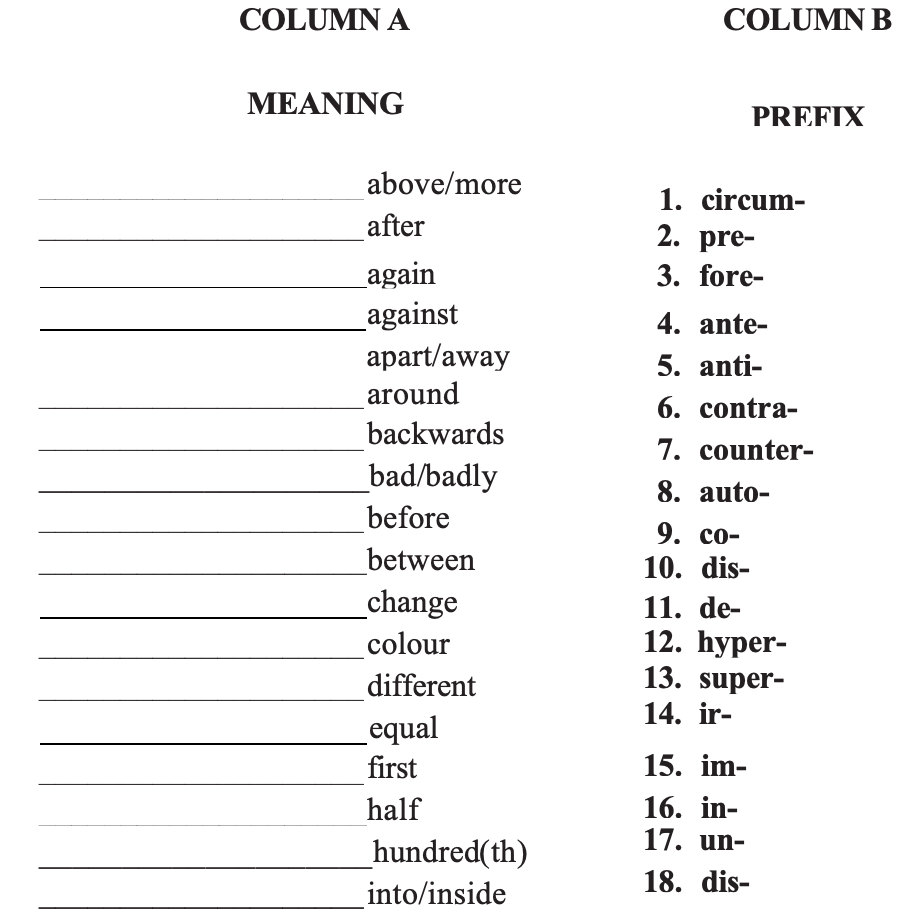 COLUMN A
COLUMN B
MEANING
PREFIX
above/more
after
again
against
apart/away
around
backwards
bad/badly
before
between
change
colour
different
equal
first
half
hundred(th)
into/inside
1. circum-
2. pre-
3. fore-
4. ante-
5. anti-
6. contra-
7. counter-
8. auto-
9. co-
10. dis-
11. de-
12. hyper-
13. super-
14. ir-
15. im-
16. in-
17. un-
18. dis-